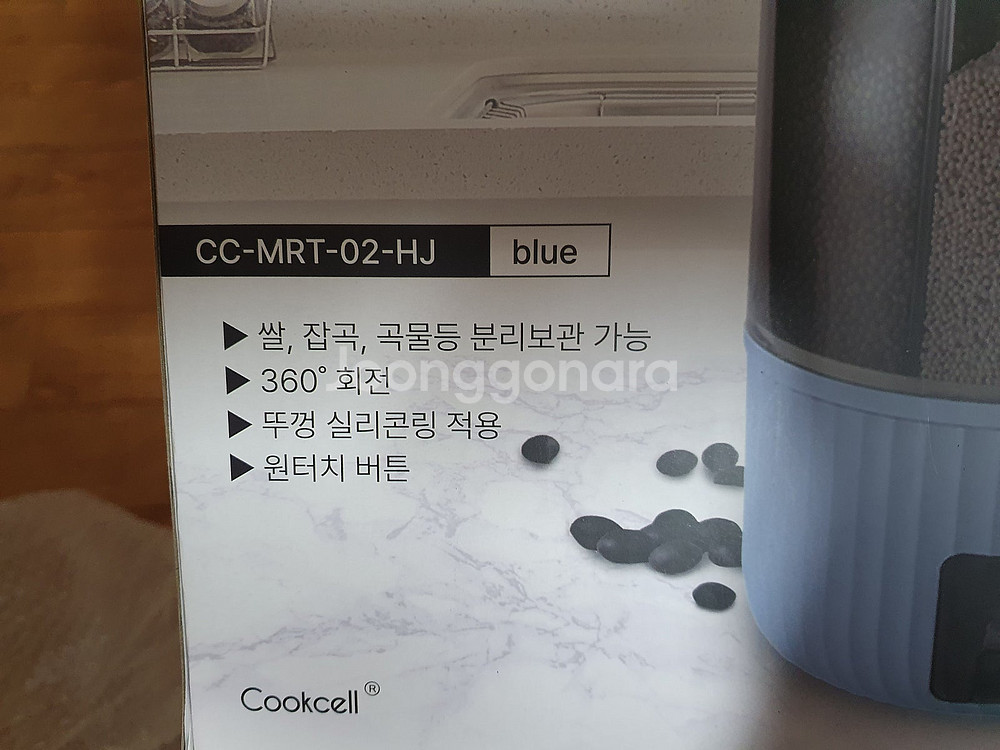 CC-MRT-02-HJ blue
▶ 쌀, 잡곡, 곡물등 분리보관 가능
Joonggonara
▶ 360° 회전
▶ 뚜껑 실리콘링 적용
▶ 원터치 버튼
Cookcell®